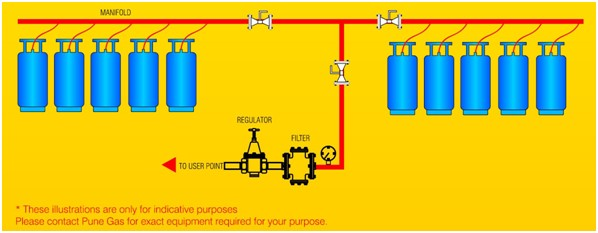 MANIFOLD
REGULATOR
FILTER
TO USER POINT
* These illustrations are only for indicative purposes
Please contact Pune Gas for exact equipment required for your purpose.